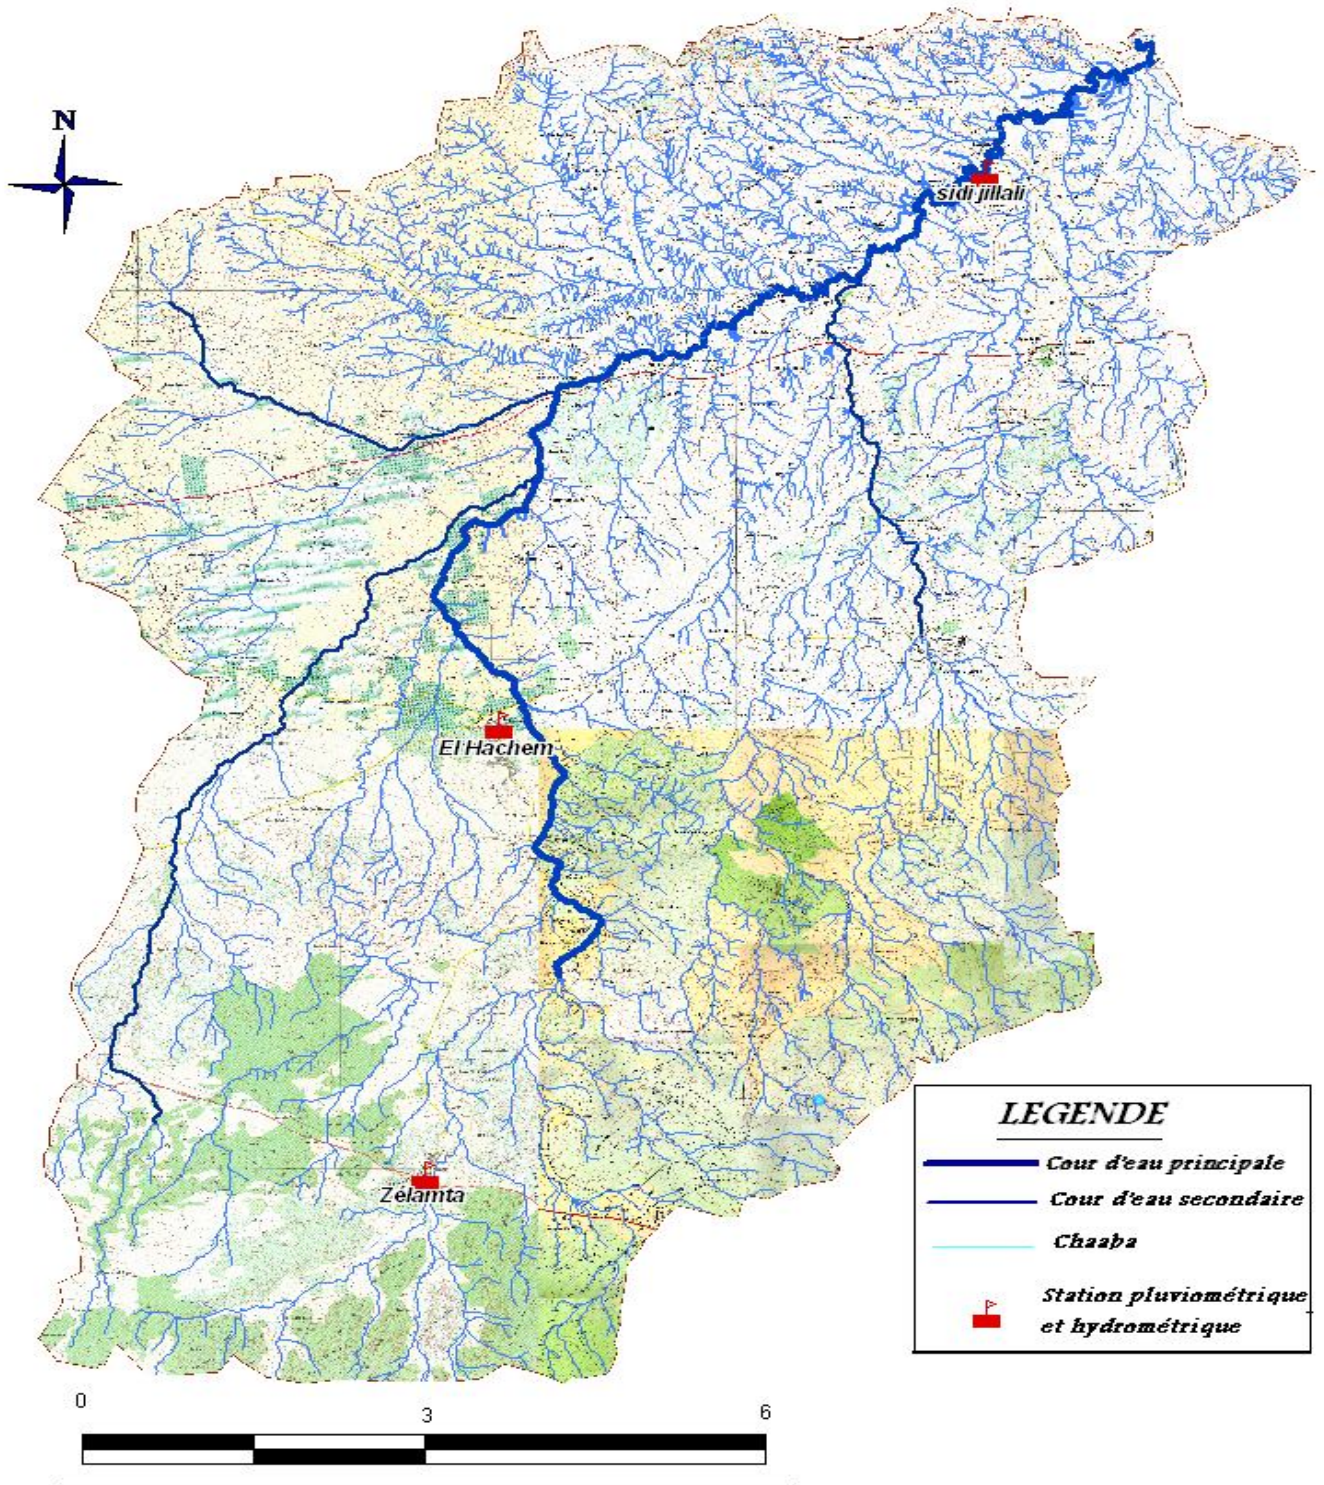 N
sidi jillali
El Hachem
Zelamta
LEGENDE
Cour d'eau principale
Cour d'eau secondaire
Chaaba
Station pluviométrique
et hydrométrique
0
3
6